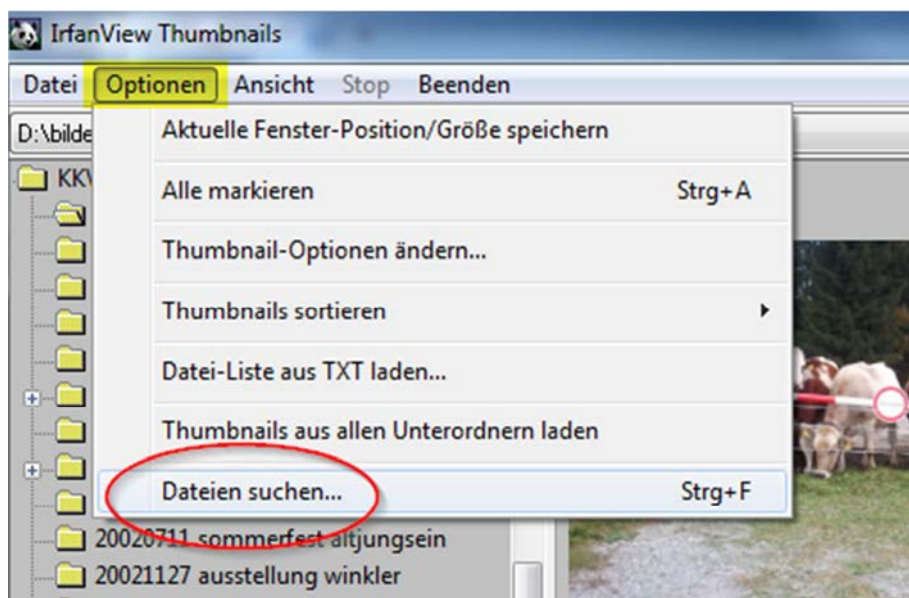 IrfanView Thumbnails
Datei Optionen Ansicht Stop Beenden
D:\bilde
Aktuelle Fenster-Position/Größe speichern
KKV
Alle markieren Strg+A
Thumbnail-Optionen ändern...
Thumbnails sortieren
Datei-Liste aus TXT laden...
Thumbnails aus allen Unterordnern laden
Dateien suchen... Strg+F
20020711 sommerfest altjungsein
20021127 ausstellung winkler